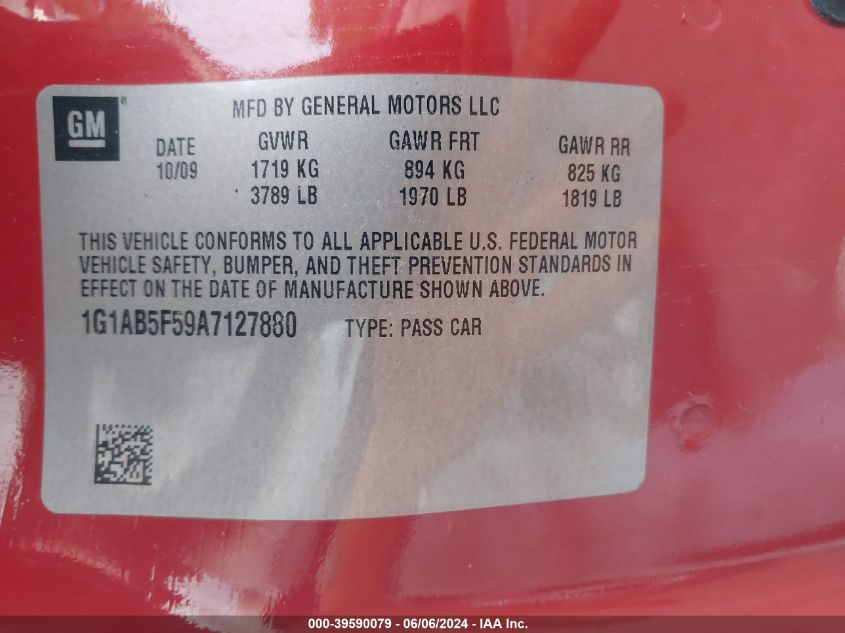 GM ®
MFD BY GENERAL MOTORS LLC
DATE GVWR GAWR FRT GAWR RR
10/09 1719 KG 894 KG 825 KG
3789 LB 1970 LB 1819 LB
THIS VEHICLE CONFORMS TO ALL APPLICABLE U.S. FEDERAL MOTOR
VEHICLE SAFETY, BUMPER, AND THEFT PREVENTION STANDARDS IN
EFFECT ON THE DATE OF MANUFACTURE SHOWN ABOVE.
1G1AB5F59A7127880 TYPE: PASS CAR
000-39590079 - 06/06/2024 - IAA Inc.